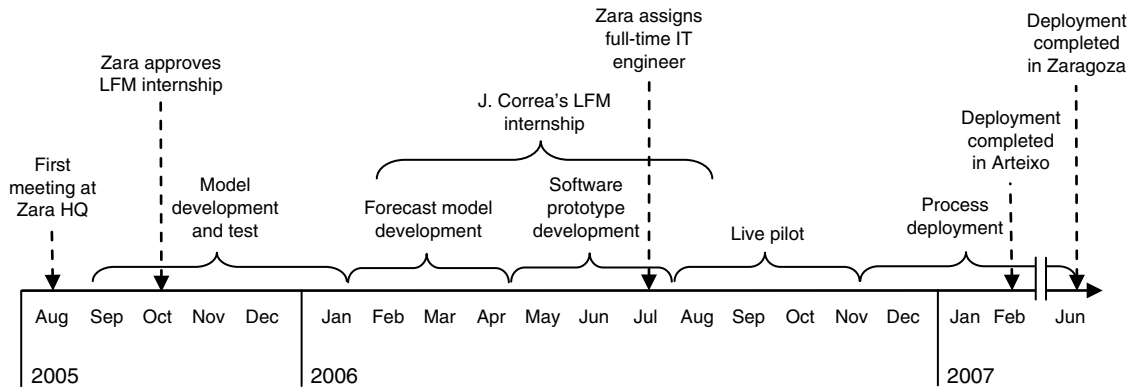 Zara assigns
full-time IT
engineer
Deployment
completed
in Zaragoza
Zara approves
LFM internship
J. Correa's LFM
internship
Deployment
completed
in Arteixo
First
meeting at
Zara HQ
Model
development
and test
Forecast model
development
Software
prototype
development
Live pilot
Process
deployment
Aug Sep Oct Nov Dec Jan Feb Mar Apr May Jun Jul Aug Sep Oct Nov Dec Jan Feb Jun
2005 2006 2007